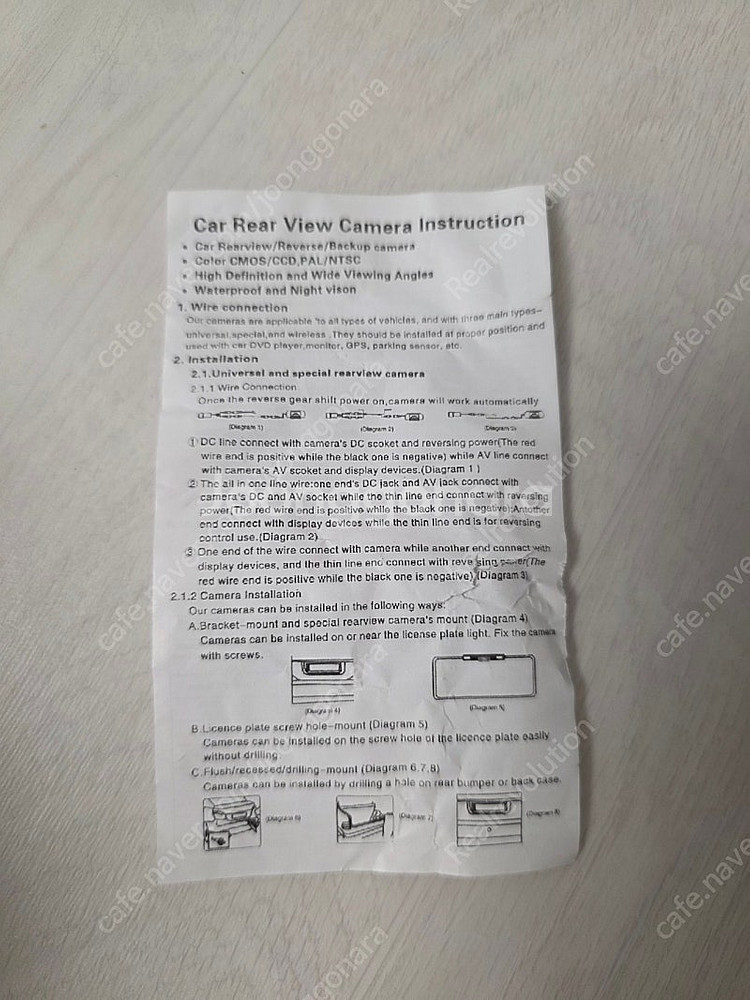 Car Rear View Camera Instruction
• Car Rearview/Reverse/Backup camera
• Color CMOS/CCD,PAL/NTSC
• High Definition and Wide Viewing Angles
• Waterproof and Night vison
1. Wire connection
Our cameras are applicable to all types of vehicles, and with three main types-
universal,special,and wireless .They should be installed at proper position and
used with car DVD player,monitor, GPS, parking sensor, etc.
2. Installation
2.1.Universal and special rearview camera
2.1.1 Wire Connection
Once the reverse gear shift power on,camera will work automatically
(Diagram 1) (Diagram 2) (Diagram 3)
① DC line connect with camera's DC scoket and reversing power(The red
wire end is positive while the black one is negative) while AV line connect
with camera's AV scoket and display devices.(Diagram 1 )
② The all in one line wire:one end's DC jack and AV jack connect with
camera's DC and AV socket while the thin line end connect with reversing
power(The red wire end is positive while the black one is negative);Antother
end connect with display devices while the thin line end is for reversing
control use.(Diagram 2)
③ One end of the wire connect with camera while another end connect with
display devices, and the thin line end connect with reversing power(The
red wire end is positive while the black one is negative).(Diagram 3)
2.1.2 Camera Installation
Our cameras can be installed in the following ways:
A.Bracket-mount and special rearview camera's mount (Diagram 4)
Cameras can be installed on or near the license plate light. Fix the camera
with screws.
(Diagram 4) (Diagram 5)
B.Licence plate screw hole-mount (Diagram 5)
Cameras can be installed on the screw hole of the licence plate easily
without drilling.
C.Flush/recessed/drilling-mount (Diagram 6,7,8)
Cameras can be installed by drilling a hole on rear bumper or back case.
(Diagram 6) (Diagram 7) (Diagram 8)
cafe.naver
joonggonara
Realrevolution